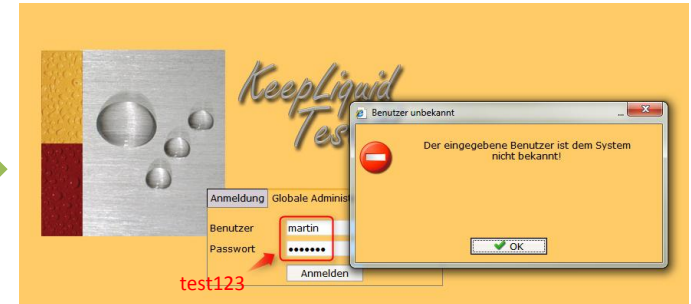 KeepLiquid
Tes
Benutzer unbekannt
Der eingegebene Benutzer ist dem System
nicht bekannt!
OK
Anmeldung Globale Administ
Benutzer martin
Passwort •••••••
Anmelden
test123